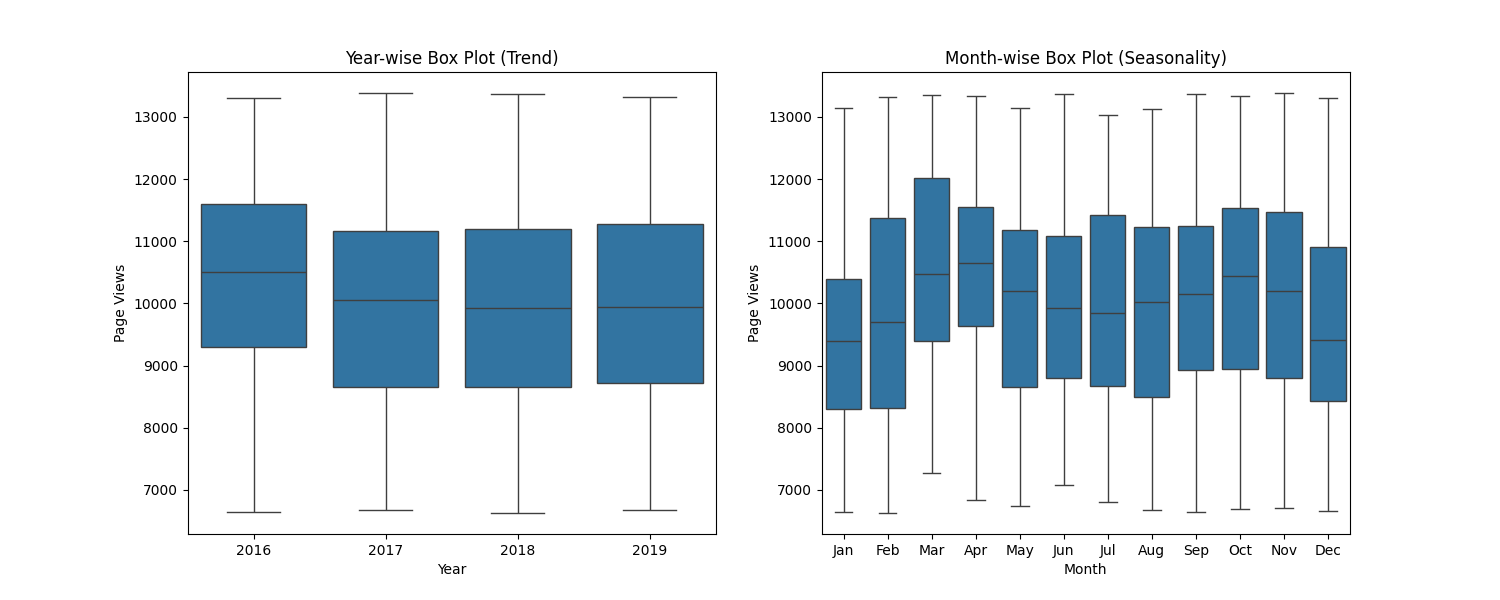 Year-wise Box Plot (Trend)
Page Views
13000
12000
11000
10000
9000
8000
7000
2016 2017 2018 2019
Year
Month-wise Box Plot (Seasonality)
Page Views
13000
12000
11000
10000
9000
8000
7000
Jan Feb Mar Apr May Jun Jul Aug Sep Oct Nov Dec
Month